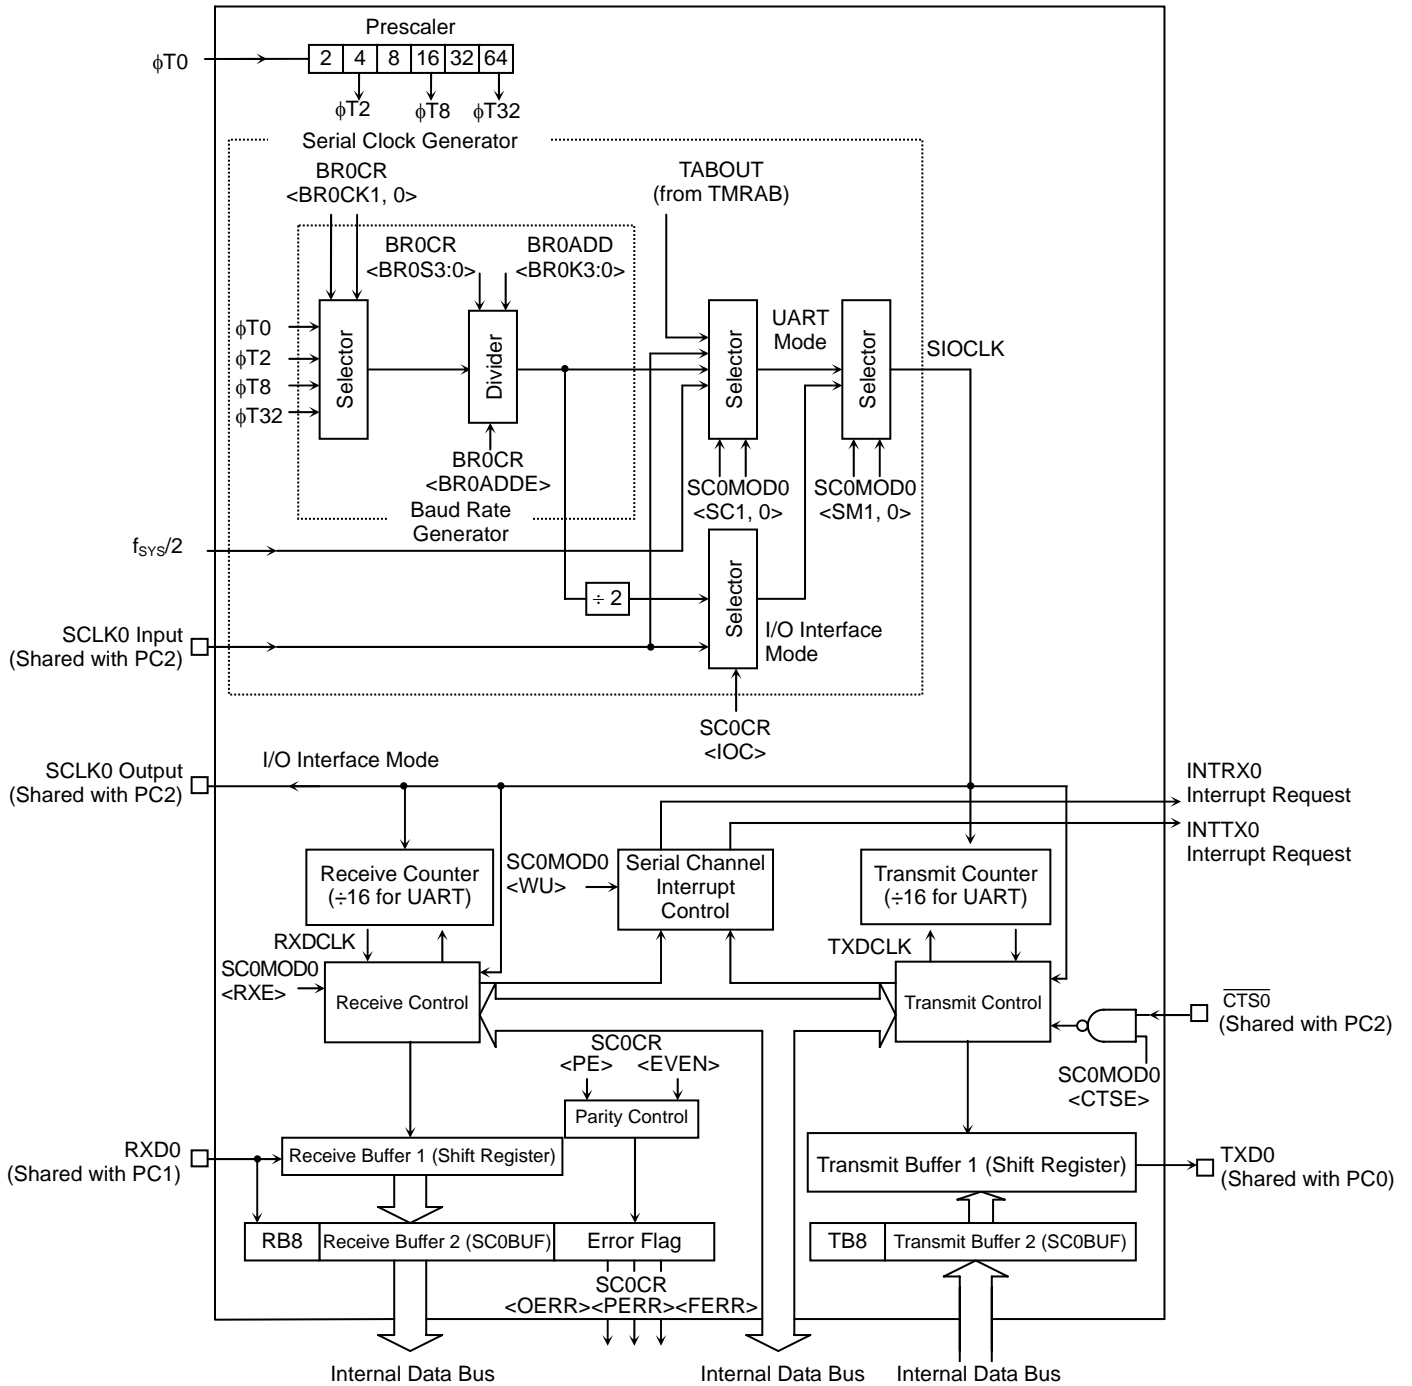 Prescaler
ϕT0
2 4 8 16 32 64
ϕT2 ϕT8 ϕT32
Serial Clock Generator
BR0CR
<BR0CK1, 0>
TABOUT
(from TMRAB)
BR0CR
<BR0S3:0>
BR0ADD
<BR0K3:0>
ϕT0
ϕT2
ϕT8
ϕT32
Selector
Divider
Selector
UART
Mode
Selector
SIOCLK
BR0CR
<BR0ADDE>
SC0MOD0
<SC1, 0>
SC0MOD0
<SM1, 0>
Baud Rate
Generator
fSYS/2
÷ 2
Selector
I/O Interface
Mode
SCLK0 Input
(Shared with PC2)
SC0CR
<IOC>
SCLK0 Output
(Shared with PC2)
I/O Interface Mode
INTRX0
Interrupt Request
INTTX0
Interrupt Request
Receive Counter
(÷16 for UART)
SC0MOD0
<WU>
Serial Channel
Interrupt
Control
Transmit Counter
(÷16 for UART)
RXDCLK
TXDCLK
SC0MOD0
<RXE>
Receive Control
Transmit Control
CTS0
(Shared with PC2)
SC0MOD0
<CTSE>
SC0CR
<PE> <EVEN>
Parity Control
RXD0
(Shared with PC1)
Receive Buffer 1 (Shift Register)
Transmit Buffer 1 (Shift Register)
TXD0
(Shared with PC0)
RB8 Receive Buffer 2 (SC0BUF) Error Flag
TB8 Transmit Buffer 2 (SC0BUF)
SC0CR
<OERR><PERR><FERR>
Internal Data Bus
Internal Data Bus
Internal Data Bus